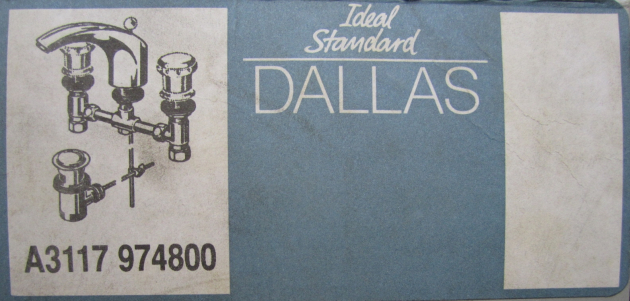 Ideal
Standard
DALLAS
A3117 974800